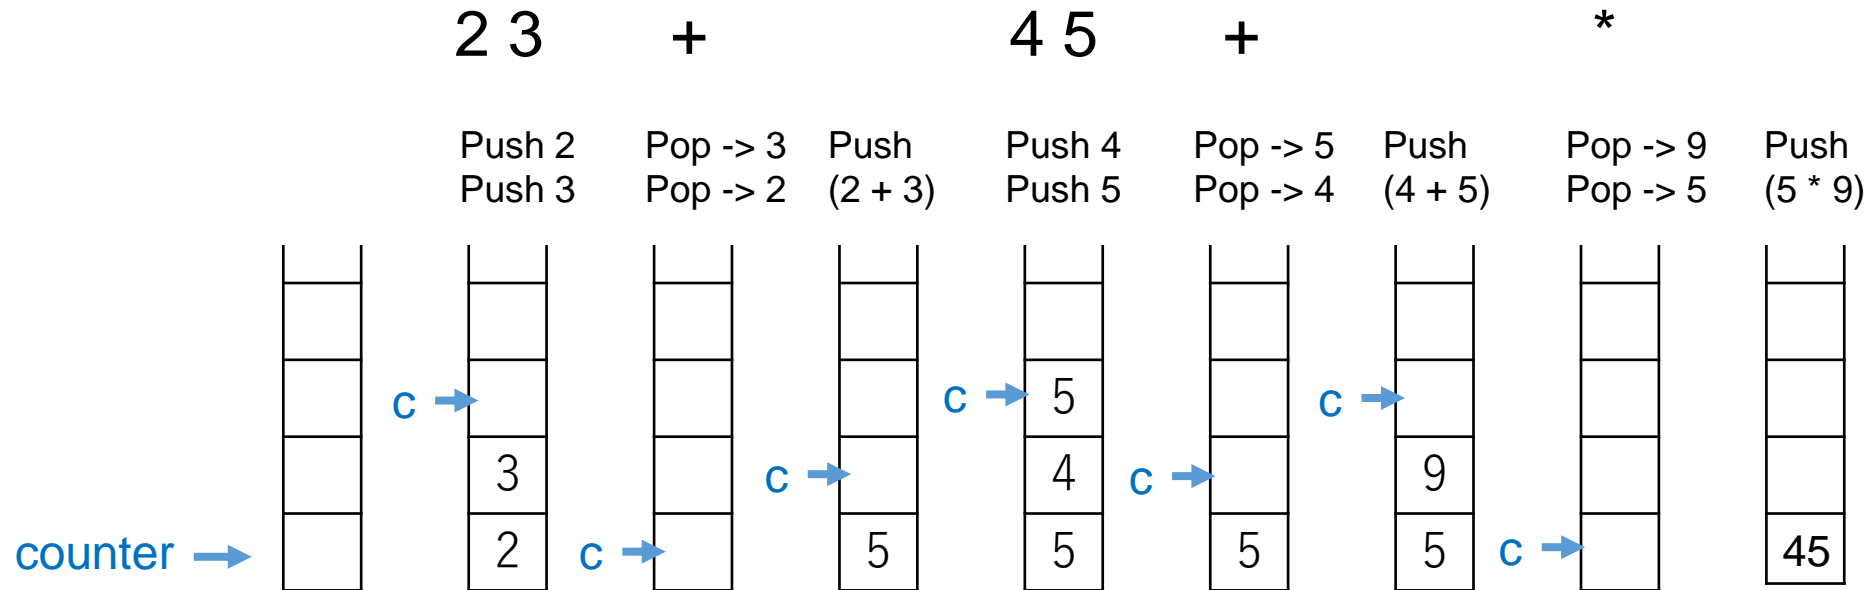 2 3 + 4 5 + *
Push 2 Pop -> 3 Push Push 4 Pop -> 5 Push Pop -> 9 Push
Push 3 Pop -> 2 (2 + 3) Push 5 Pop -> 4 (4 + 5) Pop -> 5 (5 * 9)
c c 5 c
3 c 4 c 9
counter 2 c 5 5 5 5 c 45